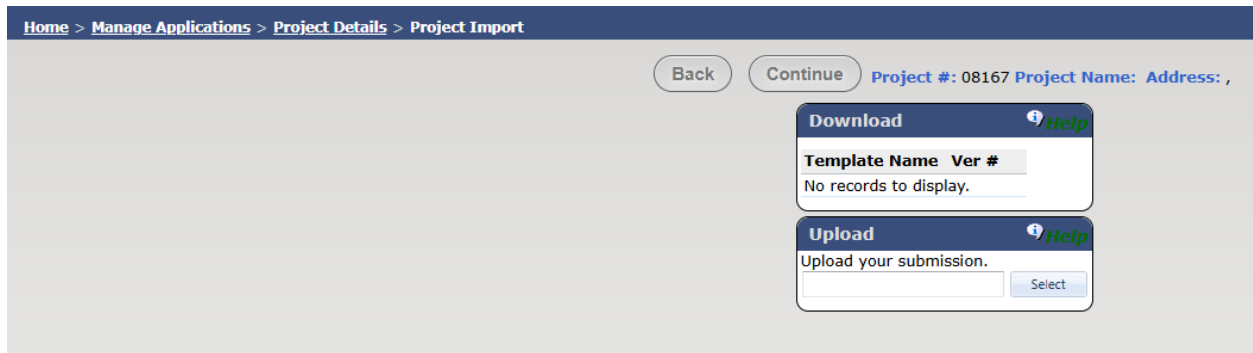 Home > Manage Applications > Project Details > Project Import
Back Continue Project #: 08167 Project Name: Address: ,
Download Help
Template Name Ver #
No records to display.
Upload Help
Upload your submission.
Select